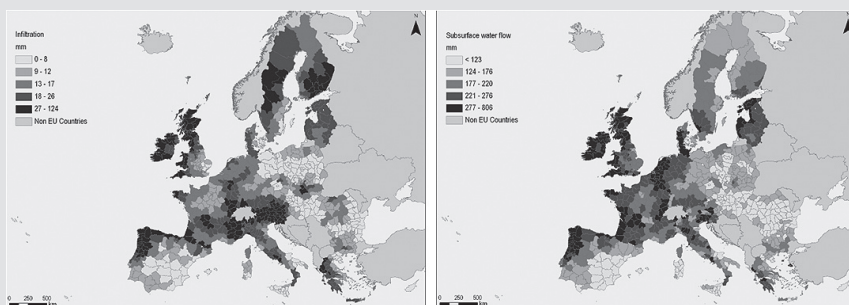 N
Infiltration
mm
0 - 8
9 - 12
13 - 17
18 - 26
27 - 124
Non EU Countries
0 250 500
km
Subsurface water flow
mm
< 123
124 - 176
177 - 220
221 - 276
277 - 806
Non EU Countries
0 250 500
km